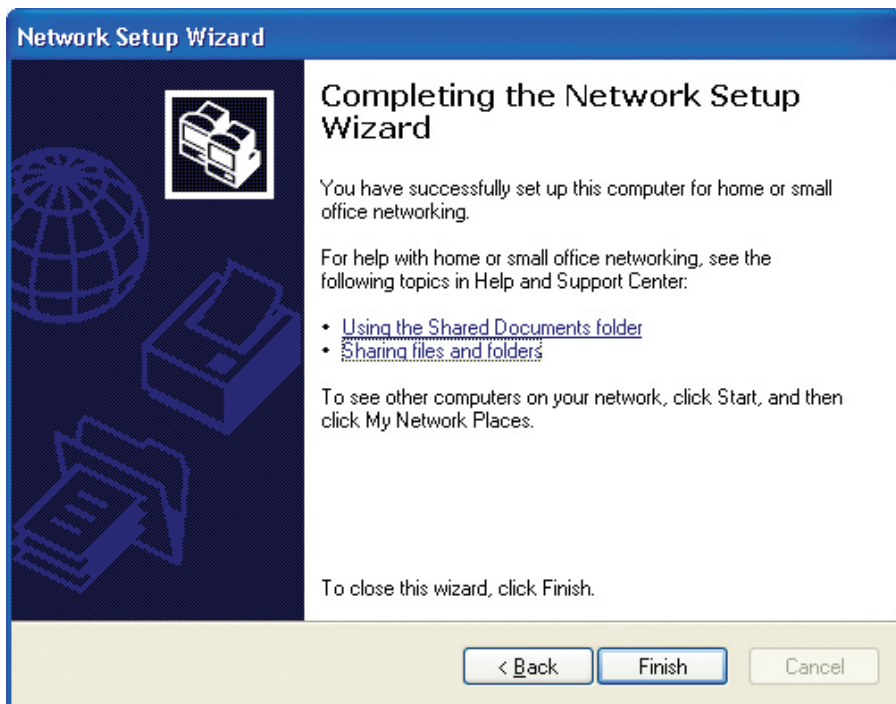 Network Setup Wizard
Completing the Network Setup
Wizard
You have successfully set up this computer for home or small
office networking.
For help with home or small office networking, see the
following topics in Help and Support Center:
• Using the Shared Documents folder
• Sharing files and folders
To see other computers on your network, click Start, and then
click My Network Places.
To close this wizard, click Finish.
< Back Finish Cancel